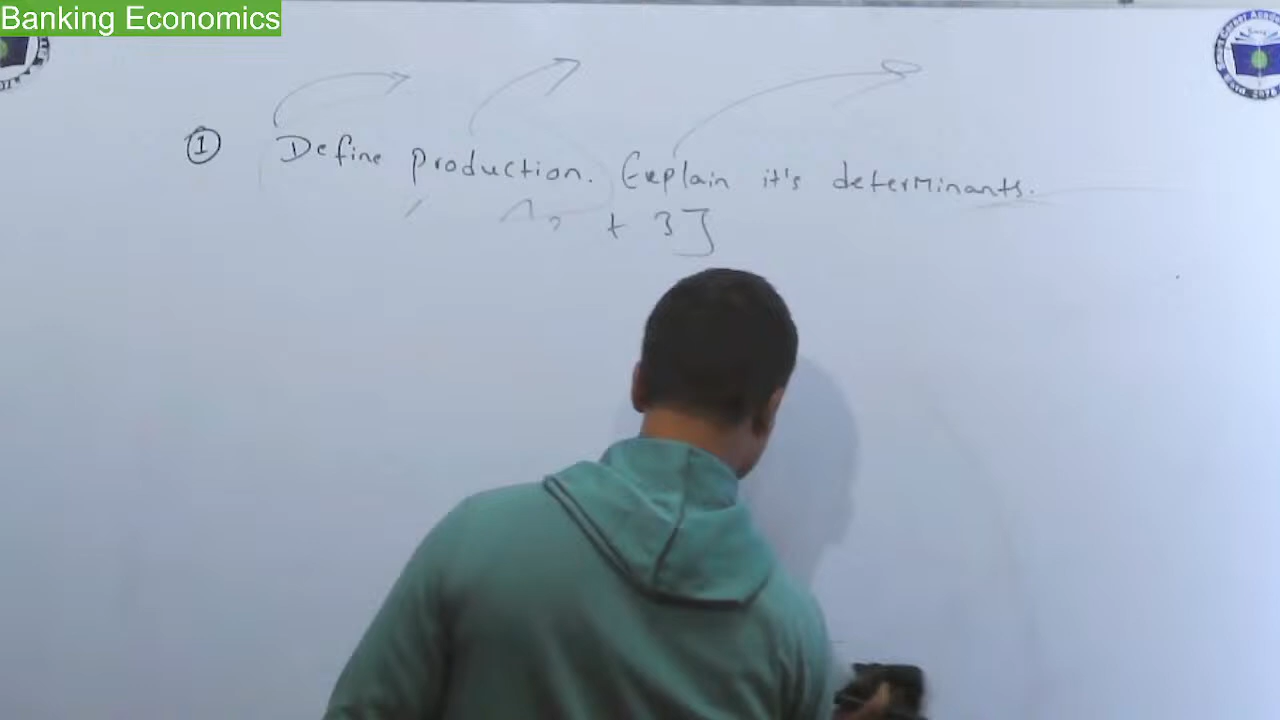 Banking Economics
① Define production. Explain it's determinants.
+ 3]